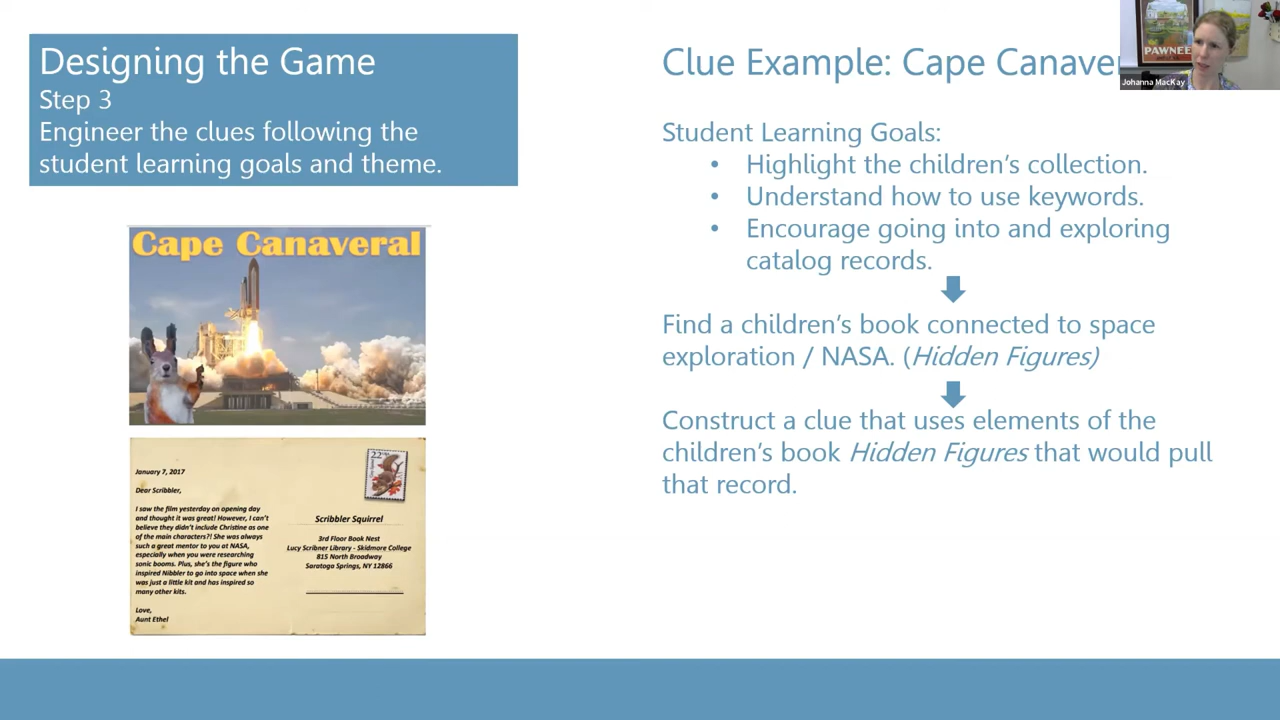 Designing the Game
Step 3
Engineer the clues following the
student learning goals and theme.
Cape Canaveral
January 7, 2017
Dear Scribbler,
I saw the film yesterday on opening day
and thought it was great! However, I can't
believe they didn't include Christine as one
of the main characters?! She was always
such a great mentor to you at NASA,
especially when you were researching
sonic booms. Plus, she's the figure who
inspired Nibbler to go into space when she
was just a little kit and has inspired so
many other kits.
Love,
Aunt Ethel
22
Scribbler Squirrel
3rd Floor Book Nest
Lucy Scribner Library - Skidmore College
815 North Broadway
Saratoga Springs, NY 12866
Clue Example: Cape Canaver
Student Learning Goals:
• Highlight the children's collection.
• Understand how to use keywords.
• Encourage going into and exploring
catalog records.
Find a children's book connected to space
exploration / NASA. (Hidden Figures)
Construct a clue that uses elements of the
children's book Hidden Figures that would pull
that record.
PAWNEE
Johanna MacKay